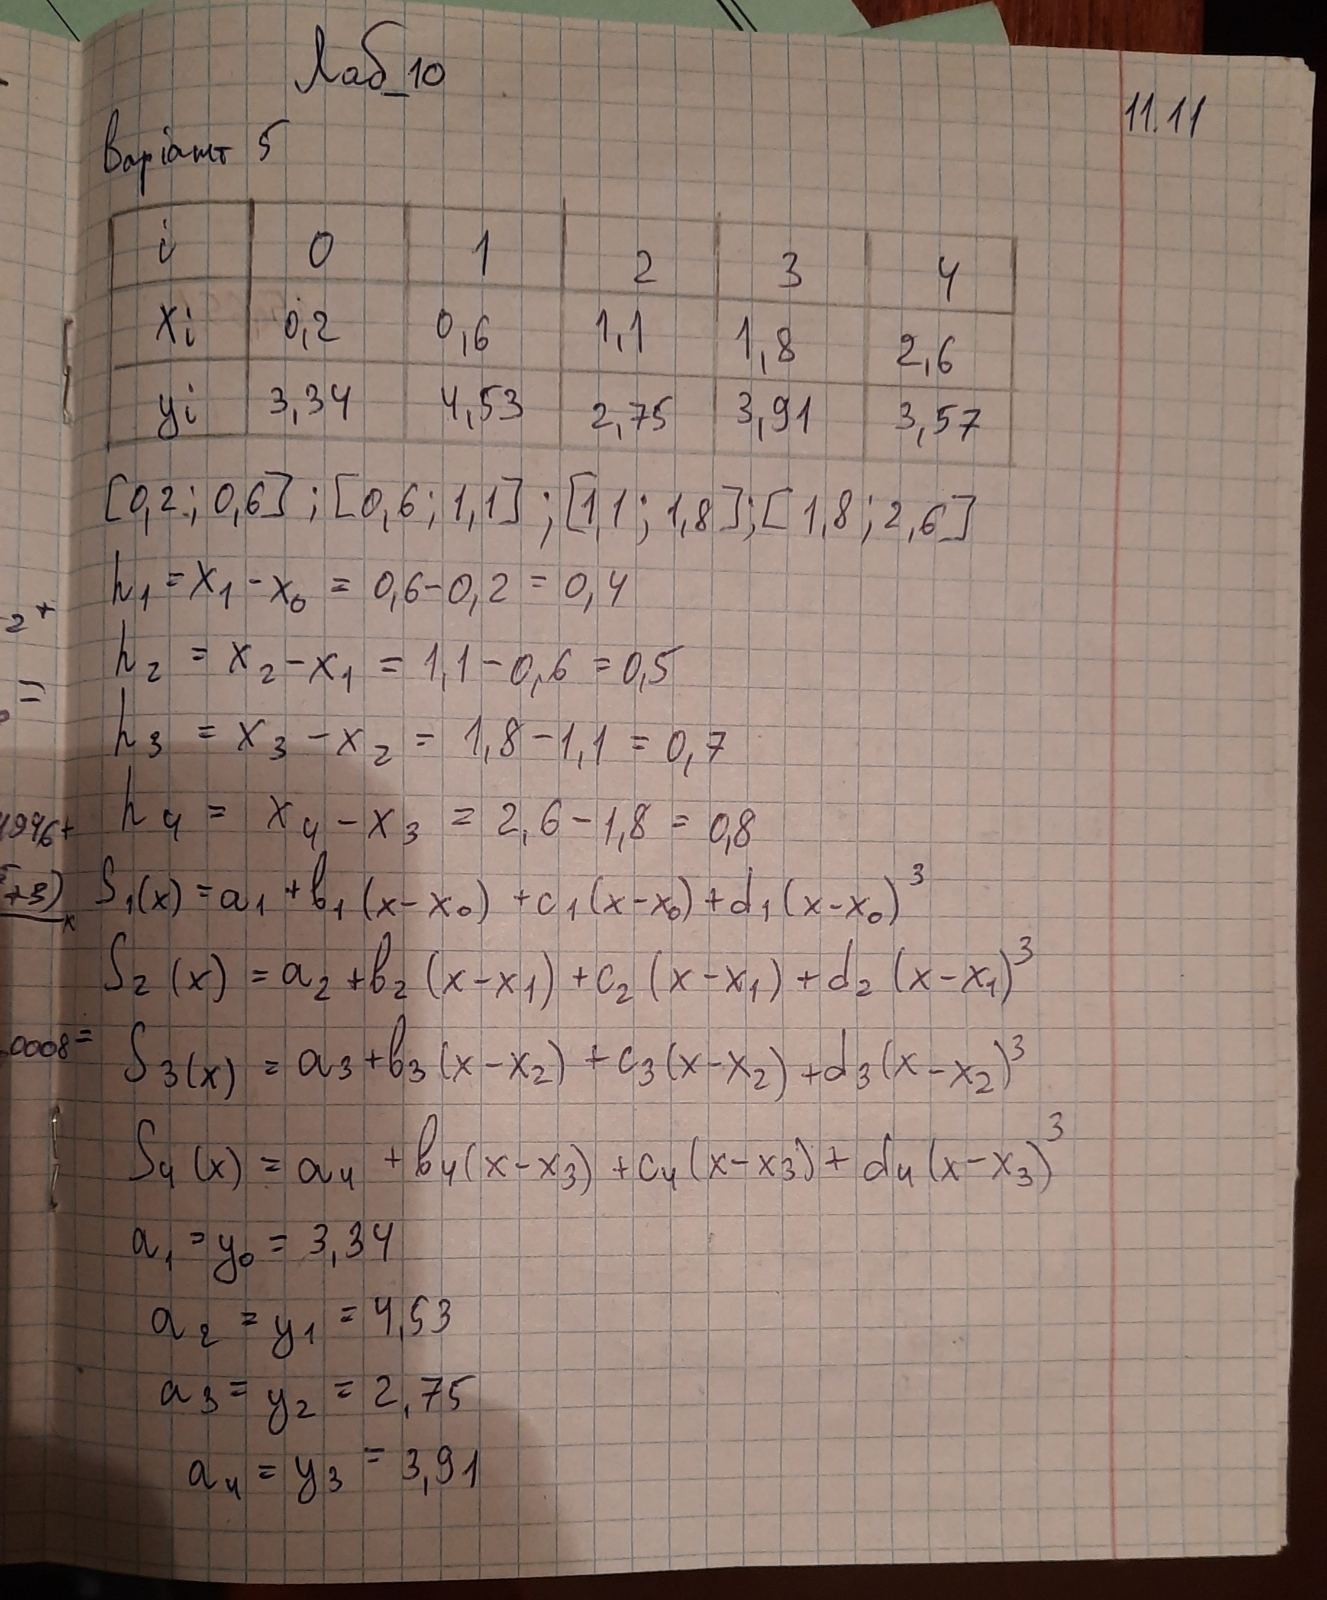 Лаб_10
11.11
Варіант 5
i 0 1 2 3 4
xi 0,2 0,6 1,1 1,8 2,6
yi 3,34 4,53 2,75 3,91 3,57
[0,2; 0,6]; [0,6; 1,1]; [1,1; 1,8]; [1,8; 2,6]
h₁ = x₁ - x₀ = 0,6 - 0,2 = 0,4
h₂ = x₂ - x₁ = 1,1 - 0,6 = 0,5
h₃ = x₃ - x₂ = 1,8 - 1,1 = 0,7
h₄ = x₄ - x₃ = 2,6 - 1,8 = 0,8
S₁(x) = a₁ + b₁(x-x₀) + c₁(x-x₀) + d₁(x-x₀)³
S₂(x) = a₂ + b₂(x-x₁) + c₂(x-x₁) + d₂(x-x₁)³
S₃(x) = a₃ + b₃(x-x₂) + c₃(x-x₂) + d₃(x-x₂)³
S₄(x) = a₄ + b₄(x-x₃) + c₄(x-x₃) + d₄(x-x₃)³
a₁ = y₀ = 3,34
a₂ = y₁ = 4,53
a₃ = y₂ = 2,75
a₄ = y₃ = 3,91